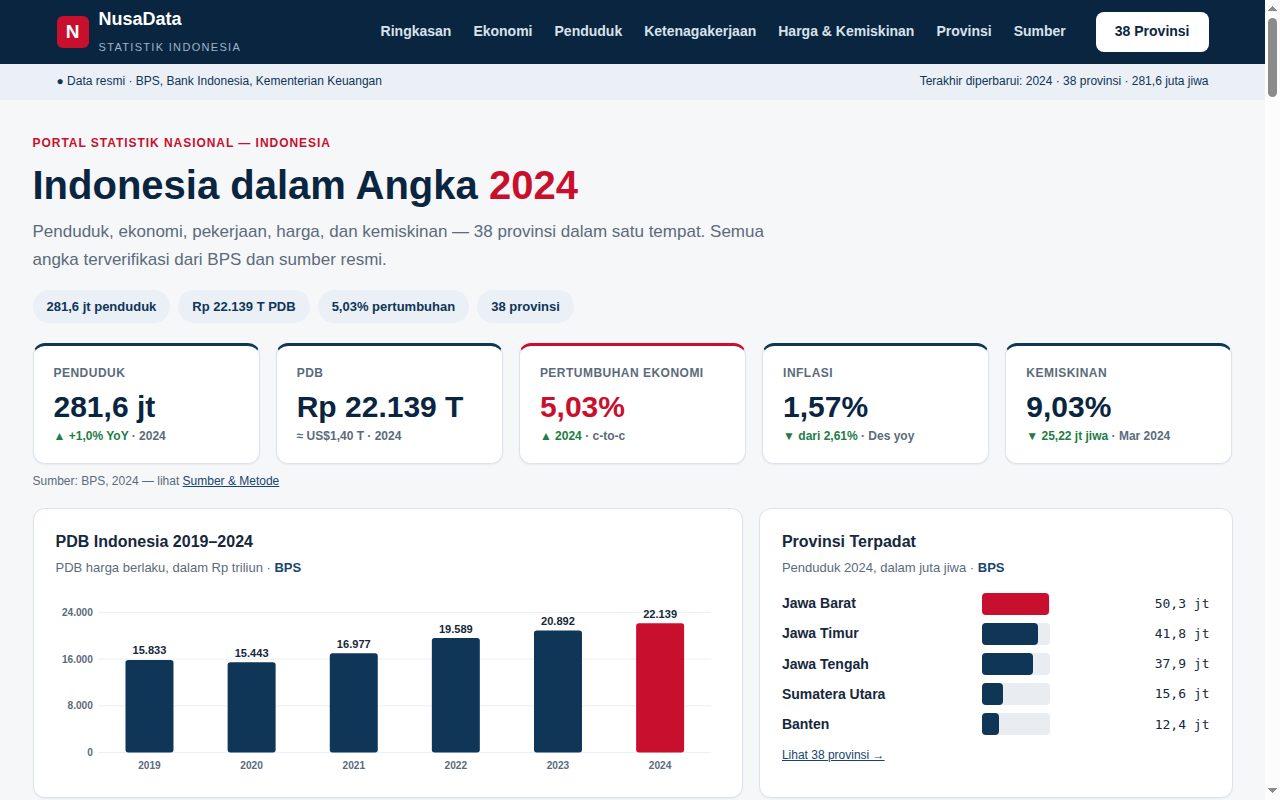 N
NusaData
STATISTIK INDONESIA
Ringkasan
Ekonomi
Penduduk
Ketenagakerjaan
Harga & Kemiskinan
Provinsi
Sumber
38 Provinsi
● Data resmi · BPS, Bank Indonesia, Kementerian Keuangan
Terakhir diperbarui: 2024 · 38 provinsi · 281,6 juta jiwa
PORTAL STATISTIK NASIONAL — INDONESIA
Indonesia dalam Angka 2024
Penduduk, ekonomi, pekerjaan, harga, dan kemiskinan — 38 provinsi dalam satu tempat. Semua
angka terverifikasi dari BPS dan sumber resmi.
281,6 jt penduduk
Rp 22.139 T PDB
5,03% pertumbuhan
38 provinsi
PENDUDUK
281,6 jt
▲ +1,0% YoY · 2024
PDB
Rp 22.139 T
≈ US$1,40 T · 2024
PERTUMBUHAN EKONOMI
5,03%
▲ 2024 · c-to-c
INFLASI
1,57%
▼ dari 2,61% · Des yoy
KEMISKINAN
9,03%
▼ 25,22 jt jiwa · Mar 2024
Sumber: BPS, 2024 — lihat Sumber & Metode
PDB Indonesia 2019–2024
PDB harga berlaku, dalam Rp triliun · BPS
24.000
16.000
8.000
0
15.833
15.443
16.977
19.589
20.892
22.139
2019
2020
2021
2022
2023
2024
Provinsi Terpadat
Penduduk 2024, dalam juta jiwa · BPS
Jawa Barat 50,3 jt
Jawa Timur 41,8 jt
Jawa Tengah 37,9 jt
Sumatera Utara 15,6 jt
Banten 12,4 jt
Lihat 38 provinsi →